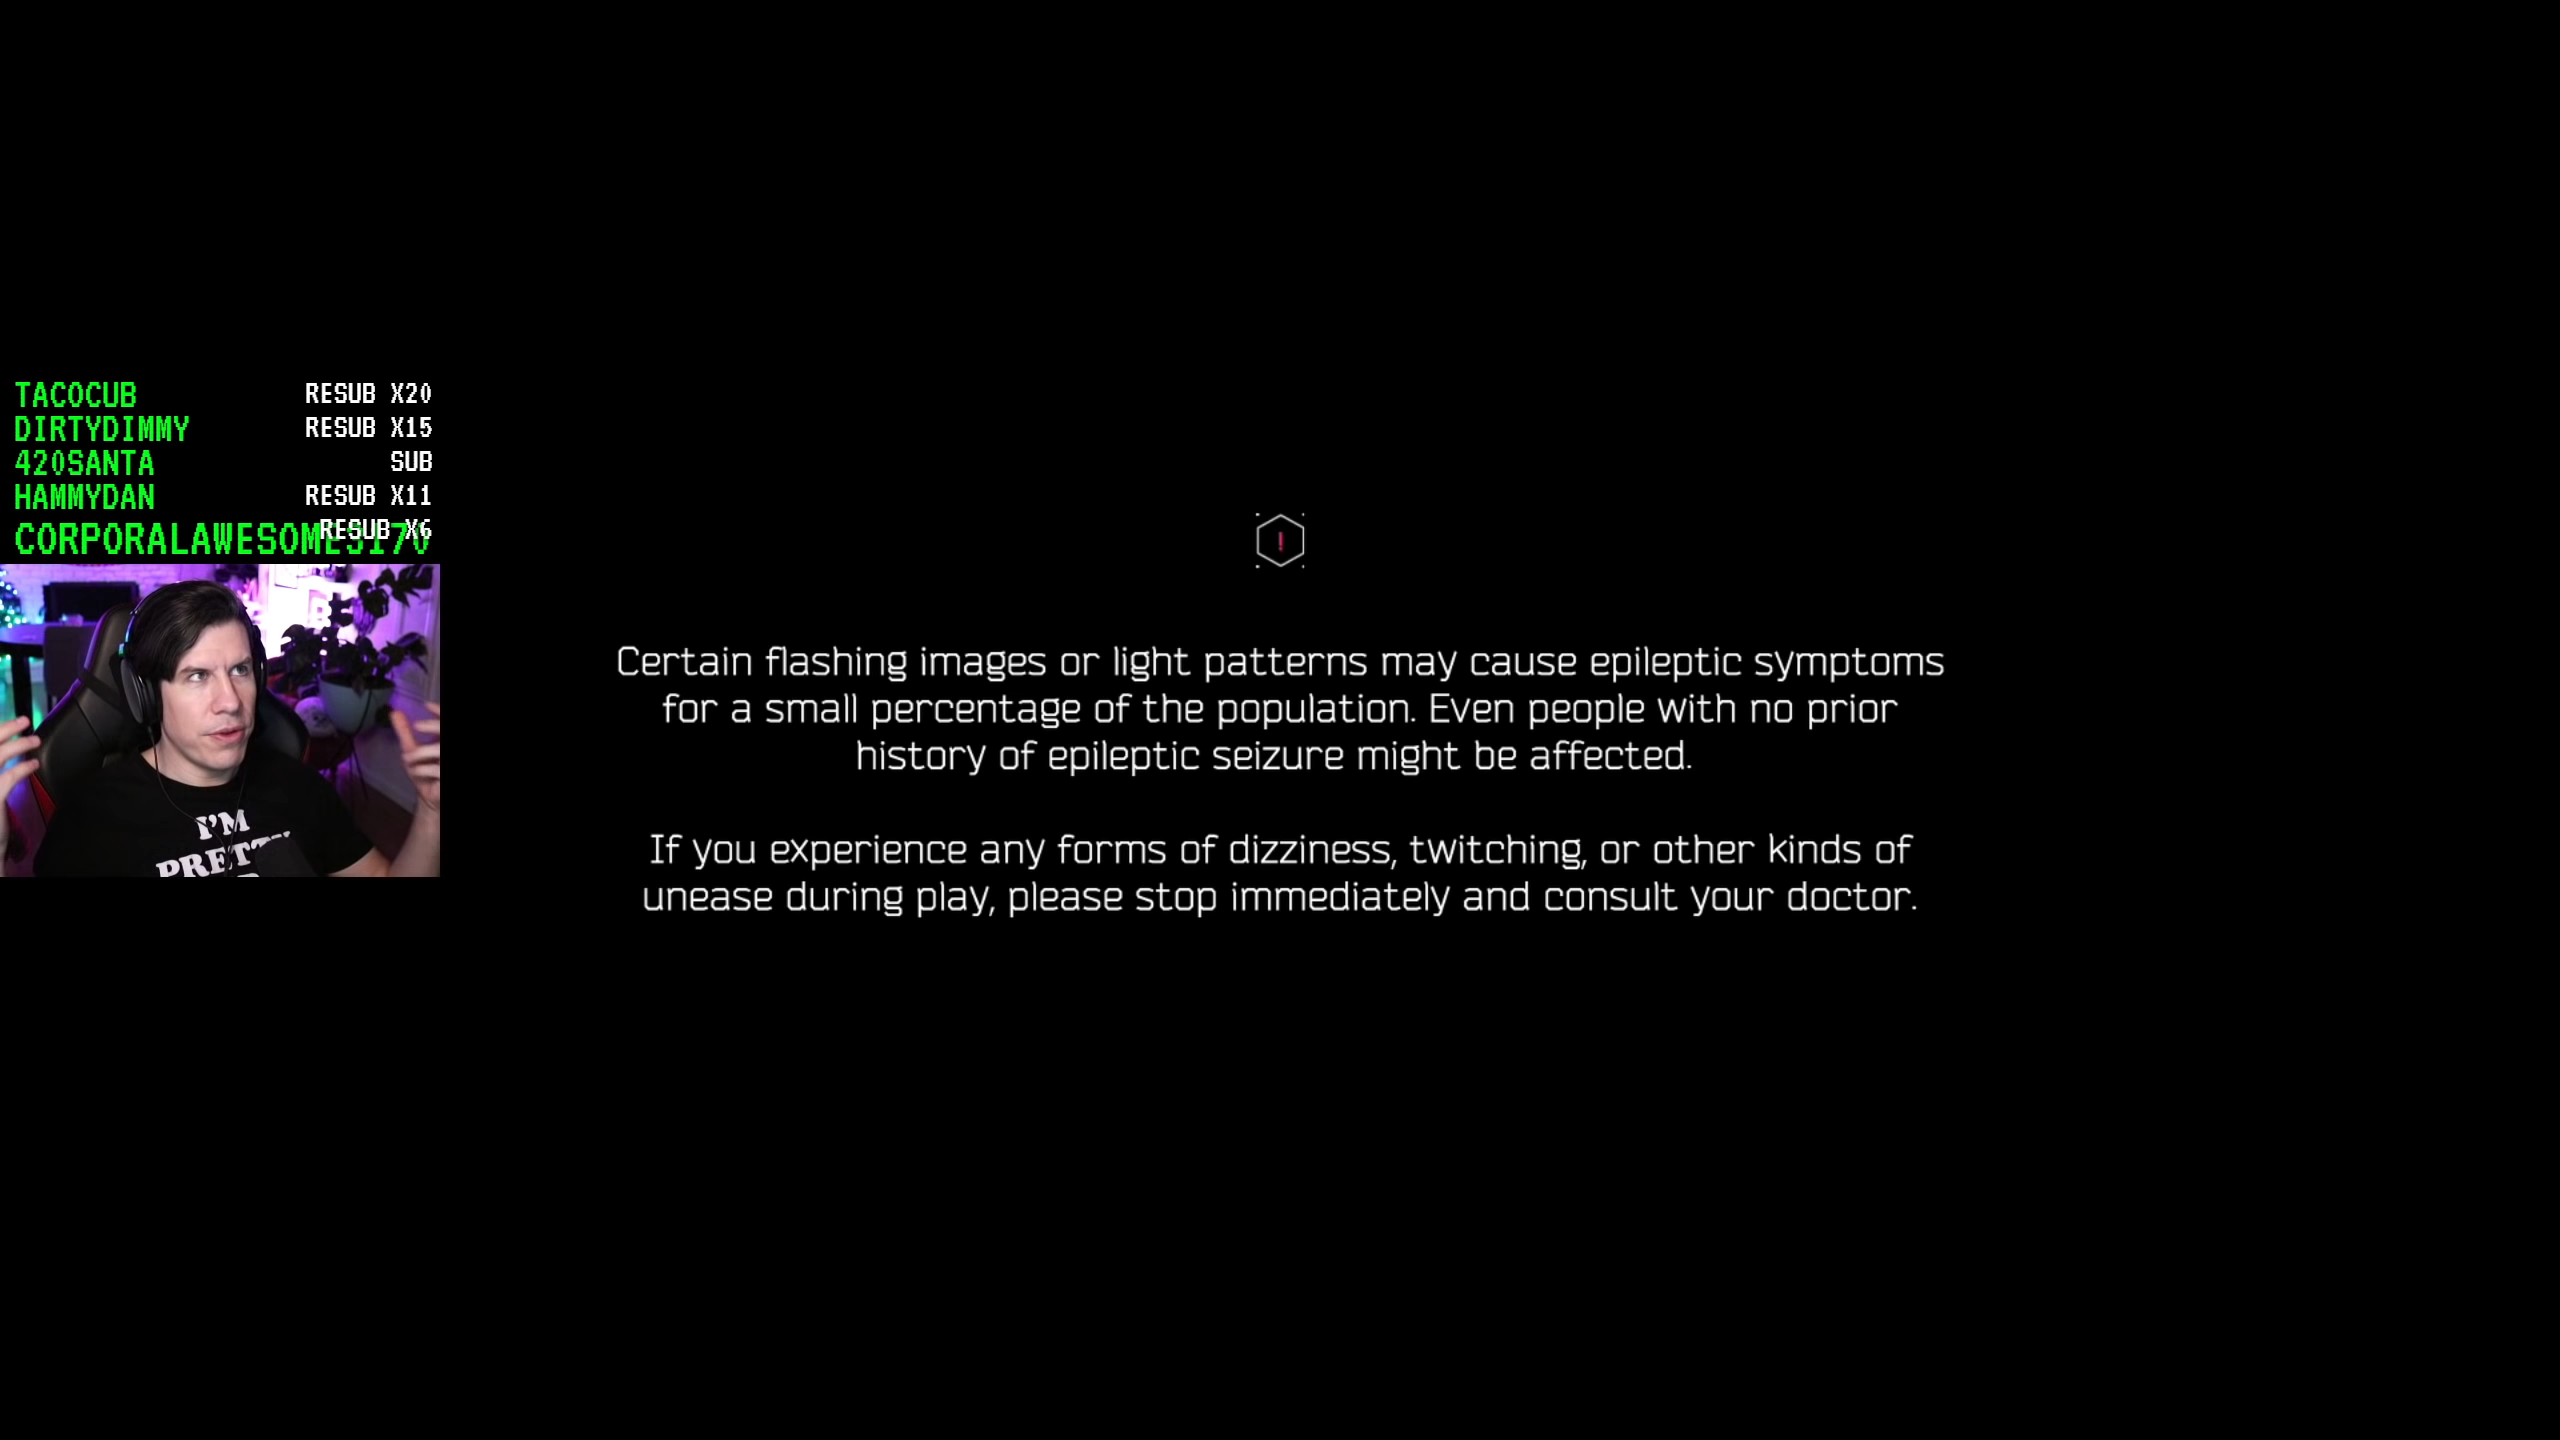 TACOCUB RESUB X20
DIRTYDIMMY RESUB X15
420SANTA SUB
HAMMYDAN RESUB X11
RESUB X6
!
Certain flashing images or light patterns may cause epileptic symptoms
for a small percentage of the population. Even people with no prior
history of epileptic seizure might be affected.
If you experience any forms of dizziness, twitching, or other kinds of
unease during play, please stop immediately and consult your doctor.
I'M
PRETTY